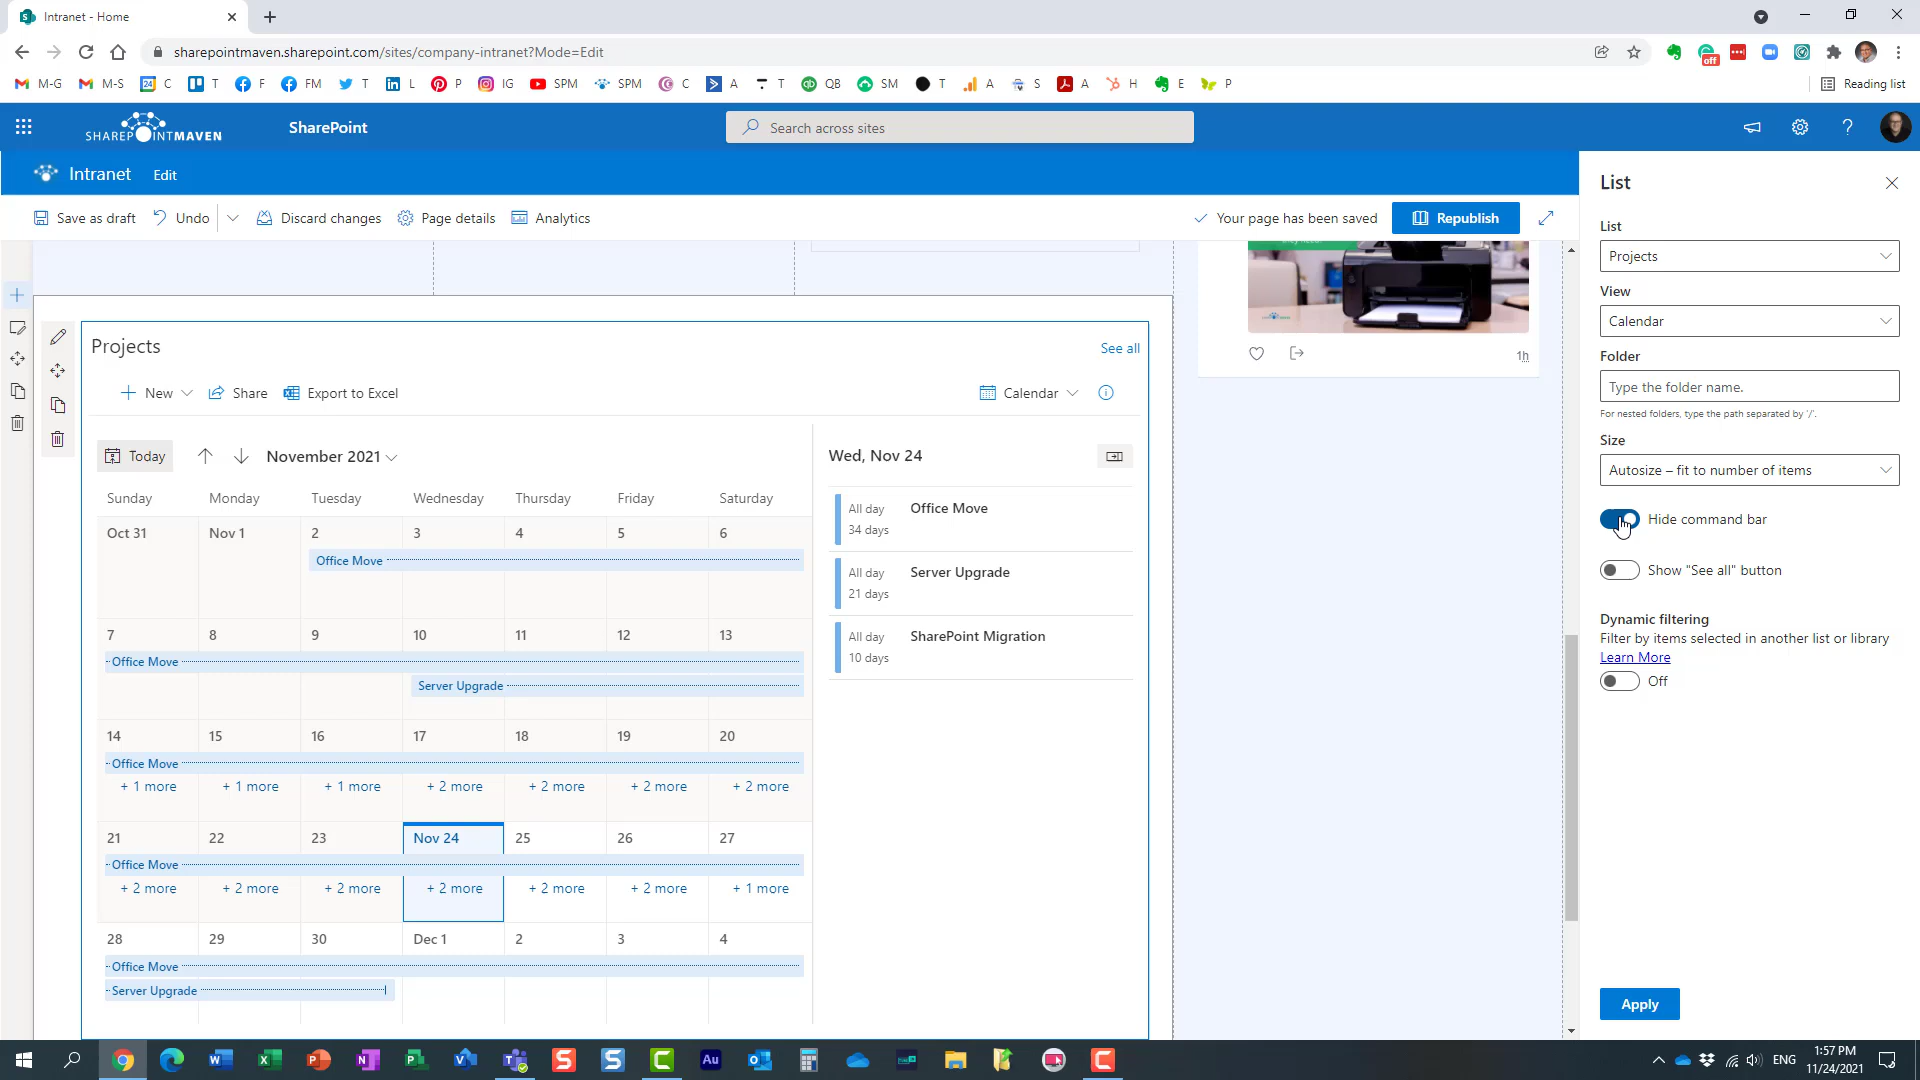 Intranet - Home
sharepointmaven.sharepoint.com/sites/company-intranet?Mode=Edit
M-G M-S C T F FM T L P IG SPM SPM C A T QB SM T A S A H E P Reading list
SHAREPOINTMAVEN SharePoint Search across sites
Intranet Edit
Save as draft Undo Discard changes Page details Analytics Your page has been saved Republish
Projects
See all
New Share Export to Excel Calendar
Today November 2021
Sunday Monday Tuesday Wednesday Thursday Friday Saturday
Oct 31 Nov 1 2 3 4 5 6
Office Move
7 8 9 10 11 12 13
Office Move
Server Upgrade
14 15 16 17 18 19 20
Office Move
+ 1 more + 1 more + 1 more + 2 more + 2 more + 2 more + 2 more
21 22 23 Nov 24 25 26 27
Office Move
+ 2 more + 2 more + 2 more + 2 more + 2 more + 2 more + 1 more
28 29 30 Dec 1 2 3 4
Office Move
Server Upgrade
Wed, Nov 24
All day Office Move
34 days
All day Server Upgrade
21 days
All day SharePoint Migration
10 days
1h
List
List
Projects
View
Calendar
Folder
Type the folder name.
For nested folders, type the path separated by '/'.
Size
Autosize – fit to number of items
Hide command bar
Show "See all" button
Dynamic filtering
Filter by items selected in another list or library
Learn More
Off
Apply
ENG
1:57 PM
11/24/2021